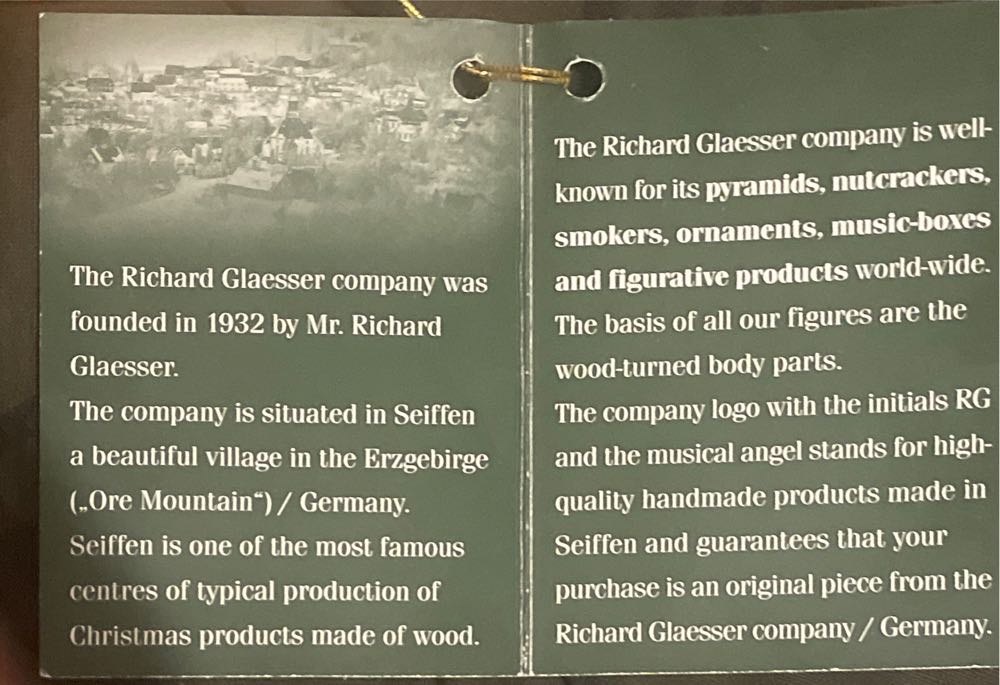 The Richard Glaesser company was
founded in 1932 by Mr. Richard
Glaesser.
The company is situated in Seiffen
a beautiful village in the Erzgebirge
(„Ore Mountain“) / Germany.
Seiffen is one of the most famous
centres of typical production of
Christmas products made of wood.
The Richard Glaesser company is well-
known for its pyramids, nutcrackers,
smokers, ornaments, music-boxes
and figurative products world-wide.
The basis of all our figures are the
wood-turned body parts.
The company logo with the initials RG
and the musical angel stands for high-
quality handmade products made in
Seiffen and guarantees that your
purchase is an original piece from the
Richard Glaesser company / Germany.